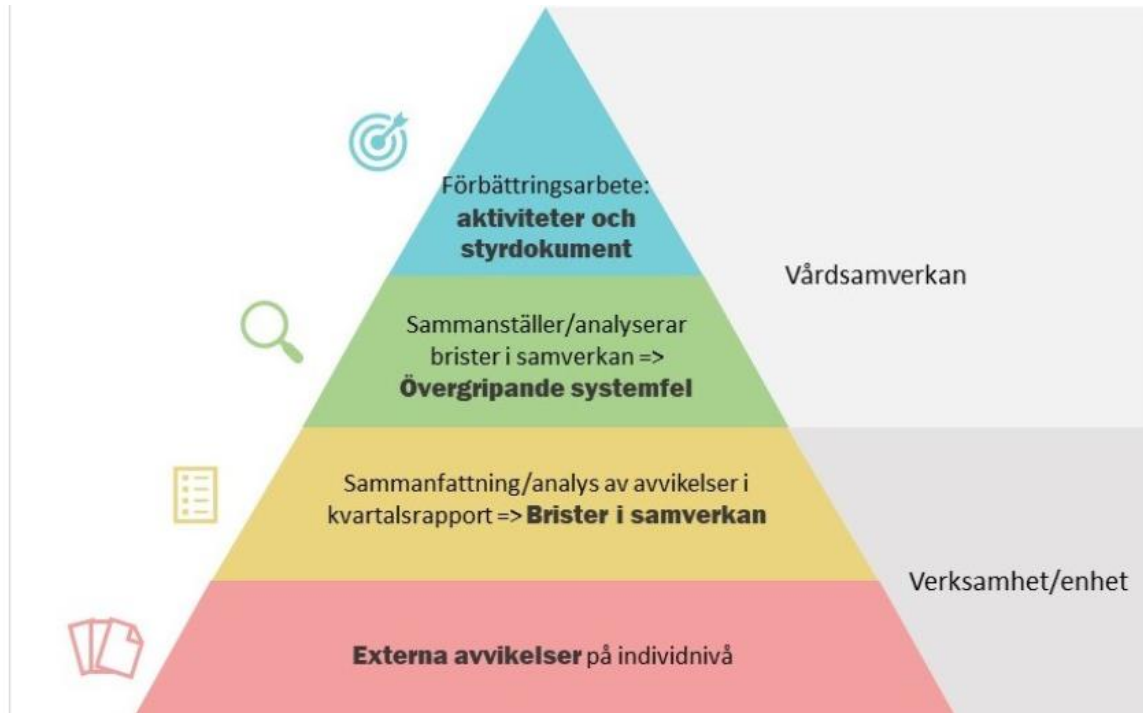 Förbättringsarbete:
aktiviteter och
styrdokument
Vårdsamverkan
Sammanställer/analyserar
brister i samverkan =>
Övergripande systemfel
Sammanfattning/analys av avvikelser i
kvartalsrapport => Brister i samverkan
Verksamhet/enhet
Externa avvikelser på individnivå